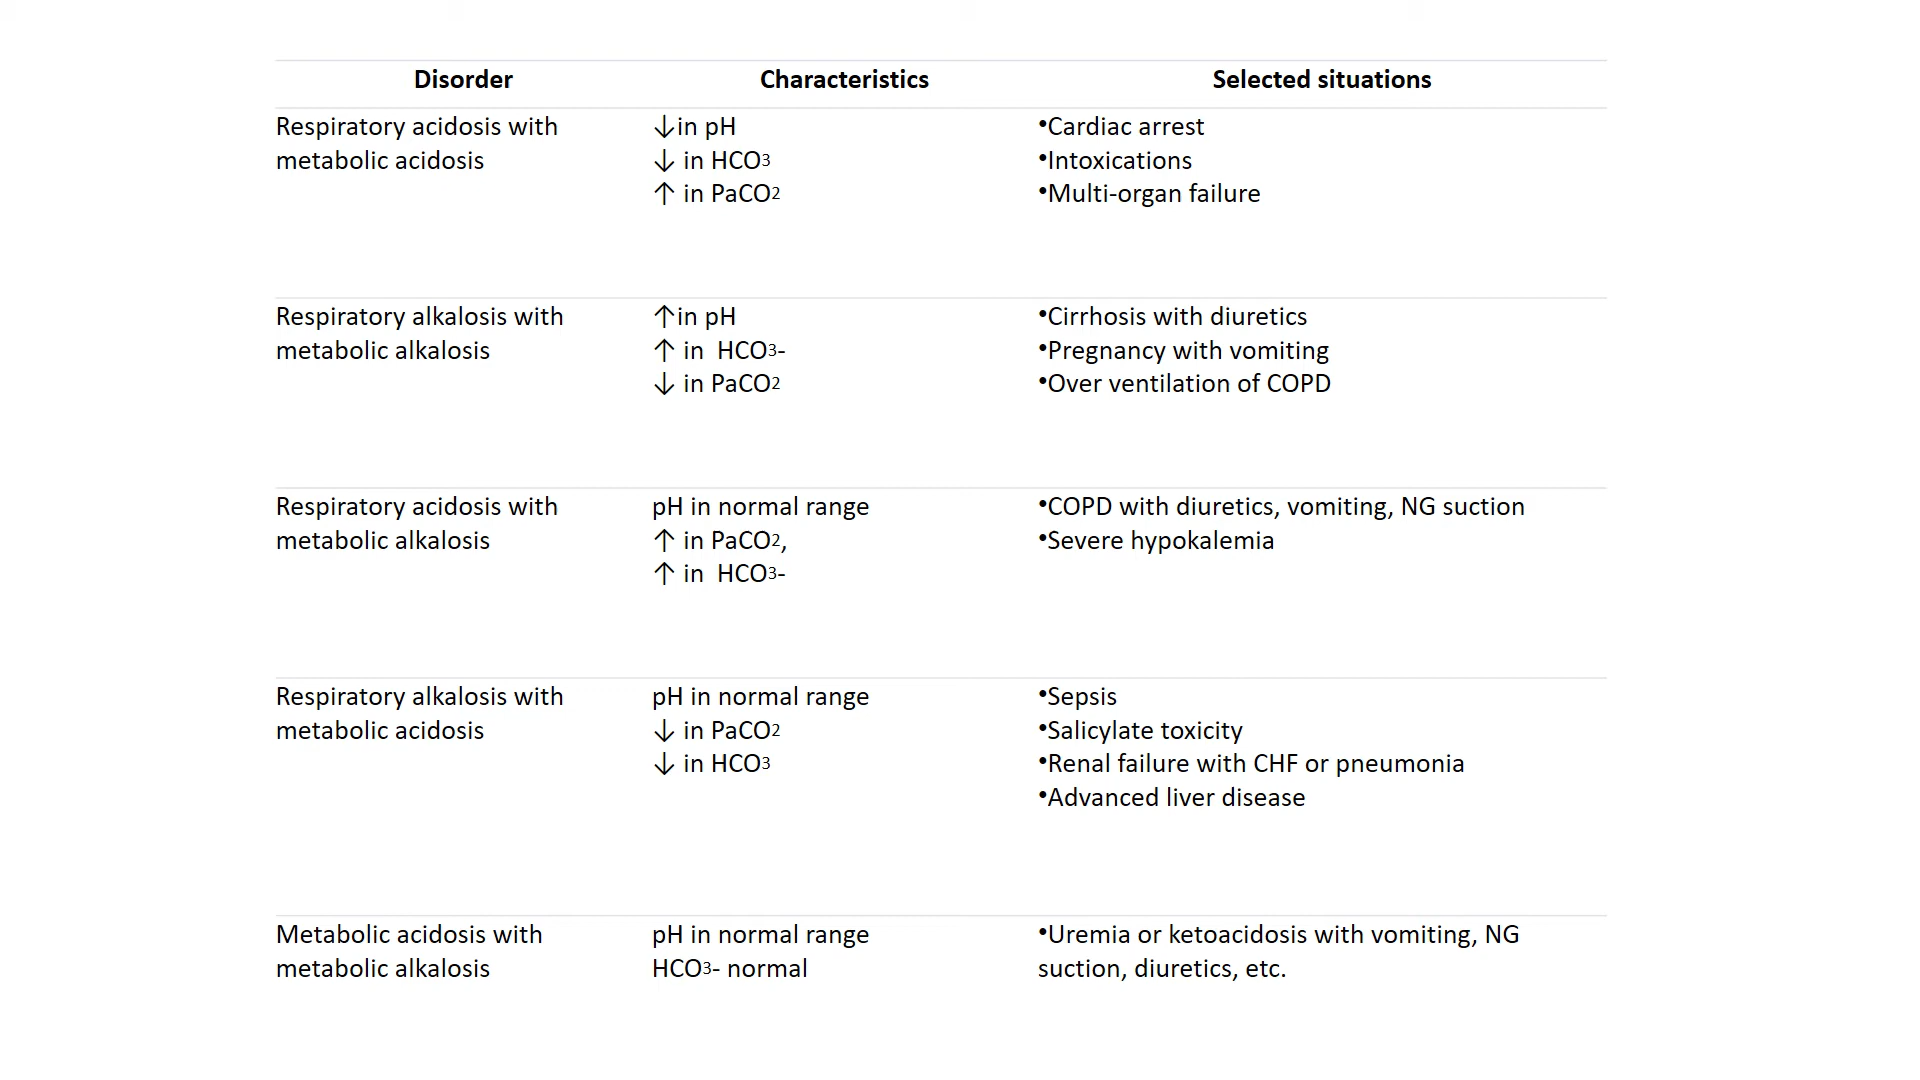 Disorder Characteristics Selected situations
Respiratory acidosis with
metabolic acidosis
↓in pH
↓ in HCO3
↑ in PaCO2
•Cardiac arrest
•Intoxications
•Multi-organ failure
Respiratory alkalosis with
metabolic alkalosis
↑in pH
↑ in  HCO3-
↓ in PaCO2
•Cirrhosis with diuretics
•Pregnancy with vomiting
•Over ventilation of COPD
Respiratory acidosis with
metabolic alkalosis
pH in normal range
↑ in PaCO2,
↑ in  HCO3-
•COPD with diuretics, vomiting, NG suction
•Severe hypokalemia
Respiratory alkalosis with
metabolic acidosis
pH in normal range
↓ in PaCO2
↓ in HCO3
•Sepsis
•Salicylate toxicity
•Renal failure with CHF or pneumonia
•Advanced liver disease
Metabolic acidosis with
metabolic alkalosis
pH in normal range
HCO3- normal
•Uremia or ketoacidosis with vomiting, NG
suction, diuretics, etc.